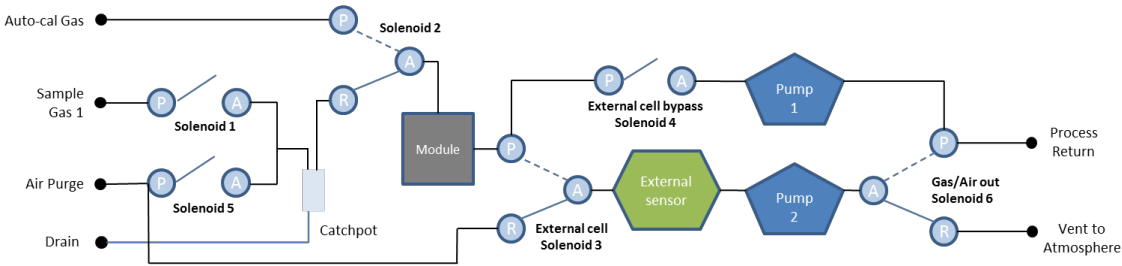 Auto-cal Gas
P
Solenoid 2
A
Sample
Gas 1
P
A
R
Solenoid 1
Module
P
A
External cell bypass
Solenoid 4
Pump
1
P
P
Process
Return
Air Purge
P
A
Solenoid 5
A
External
sensor
Pump
2
A
Gas/Air out
Solenoid 6
Drain
Catchpot
R
External cell
Solenoid 3
R
Vent to
Atmosphere